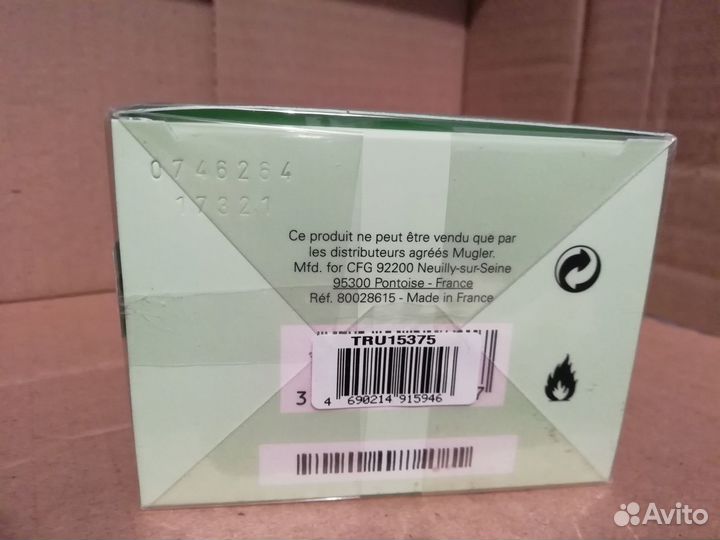 0746264
17321
Ce produit ne peut être vendu que par
les distributeurs agréés Mugler.
Mfd. for CFG 92200 Neuilly-sur-Seine
95300 Pontoise - France
Réf. 80028615 - Made in France
TRU15375
3
7
4 690214 915946
Avito